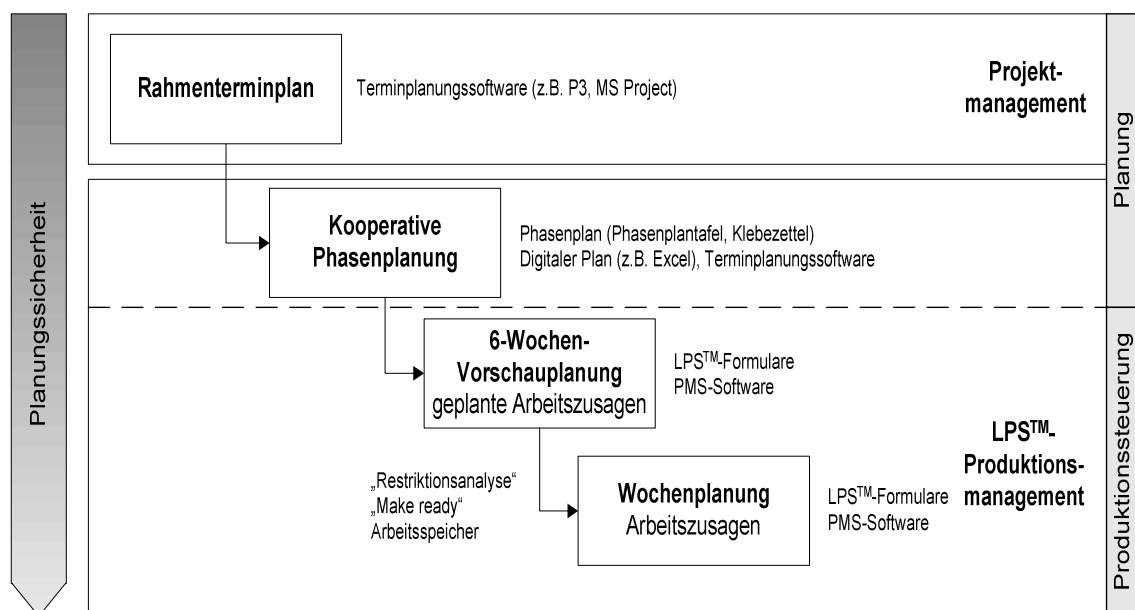 Planungssicherheit
Rahmenterminplan
Terminplanungssoftware (z.B. P3, MS Project)
Projekt-
management
Planung
Kooperative
Phasenplanung
Phasenplan (Phasenplantafel, Klebezettel)
Digitaler Plan (z.B. Excel), Terminplanungssoftware
6-Wochen-
Vorschauplanung
geplante Arbeitszusagen
LPS™-Formulare
PMS-Software
„Restriktionsanalyse“
„Make ready“
Arbeitsspeicher
Wochenplanung
Arbeitszusagen
LPS™-Formulare
PMS-Software
LPS™-
Produktions-
management
Produktionssteuerung